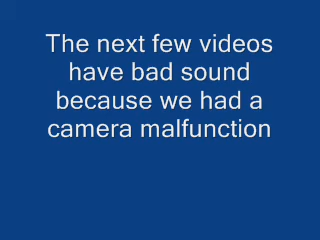 The next few videos
have bad sound
because we had a
camera malfunction